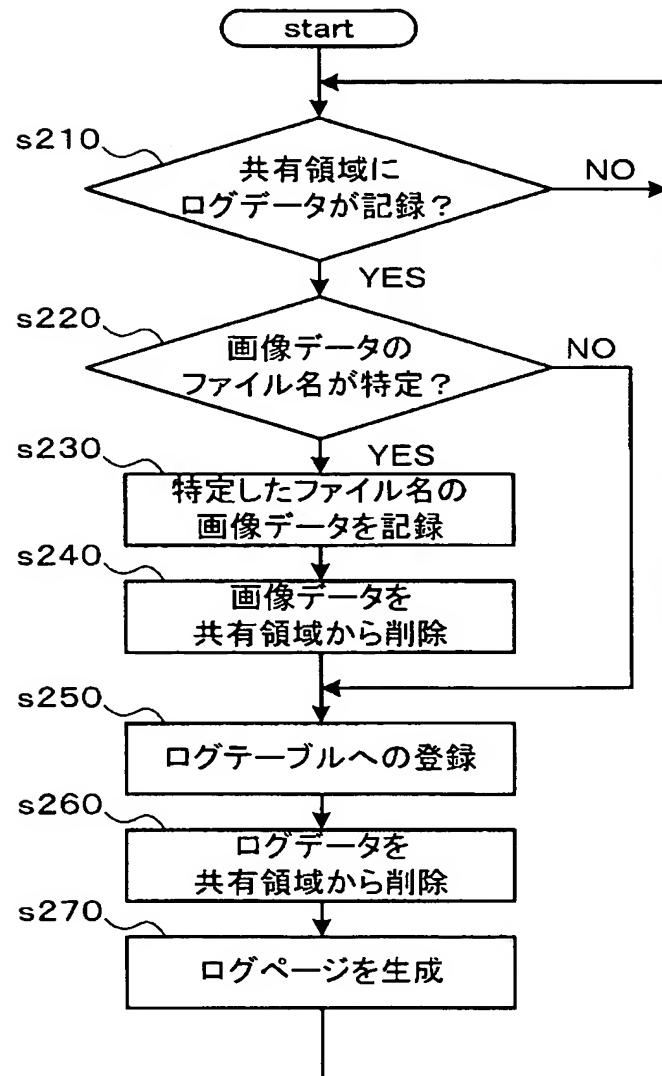 start
s210
共有領域に
ログデータが記録？
NO
YES
s220
画像データの
ファイル名が特定？
NO
YES
s230
特定したファイル名の
画像データを記録
s240
画像データを
共有領域から削除
s250
ログテーブルへの登録
s260
ログデータを
共有領域から削除
s270
ログページを生成